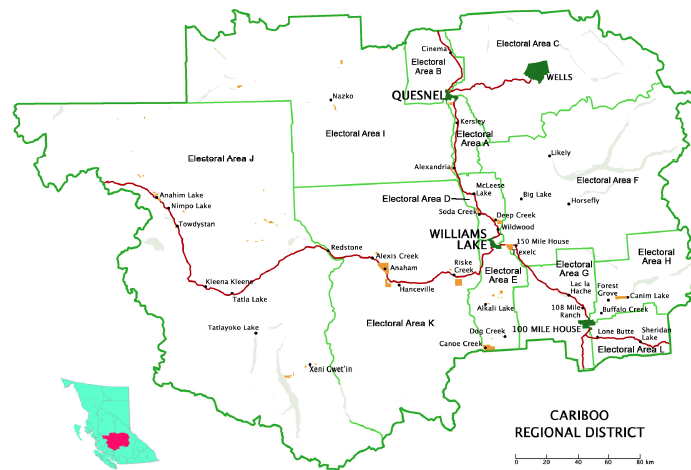 Cinema
Electoral
Area B
Electoral Area C
WELLS
QUESNEL
Nazko
Kersley
Electoral
Area A
Electoral Area I
Likely
Electoral Area J
Alexandria
Electoral Area F
McLeese
Lake
Anahim Lake
Electoral Area D
Big Lake
Horsefly
Nimpo Lake
Soda Creek
Deep Creek
Towdystan
Wildwood
WILLIAMS
LAKE
150 Mile House
Texelc
Redstone
Alexis Creek
Anaham
Riske
Creek
Electoral
Area E
Electoral
Area G
Electoral
Area H
Kleena Kleene
Tatla Lake
Hanceville
Lac la
Hache
Forest
Grove
Canim Lake
Alkali Lake
108 Mile
Ranch
Buffalo Creek
Electoral Area K
Tatlayoko Lake
Dog Creek
100 MILE HOUSE
Lone Butte
Sheridan
Lake
Canoe Creek
Electoral Area L
Xeni Gwet'in
CARIBOO
REGIONAL DISTRICT
0 20 40 60 80 km